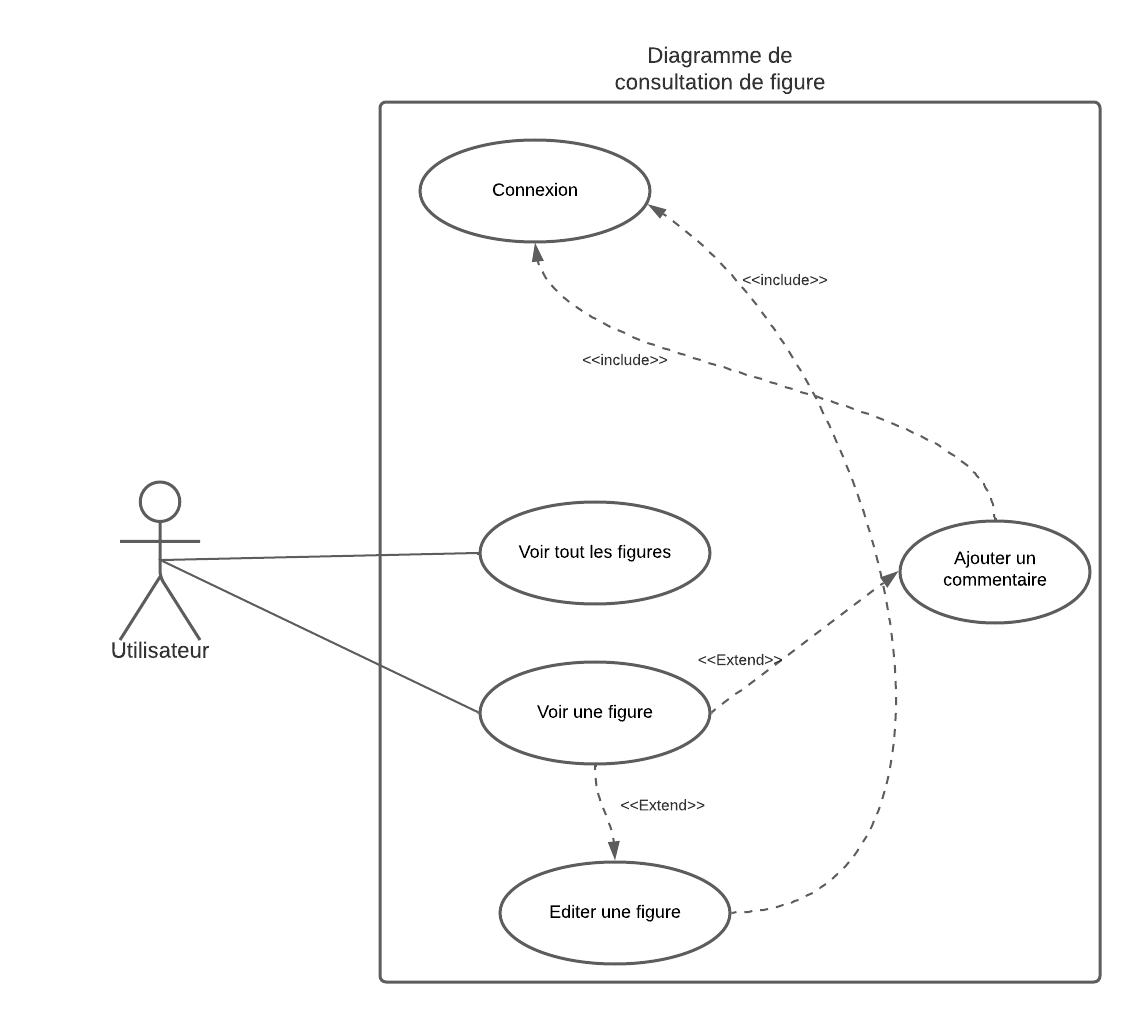 Diagramme de
consultation de figure
Connexion
<<include>>
<<include>>
Voir tout les figures
Ajouter un
commentaire
Utilisateur
<<Extend>>
Voir une figure
<<Extend>>
Editer une figure